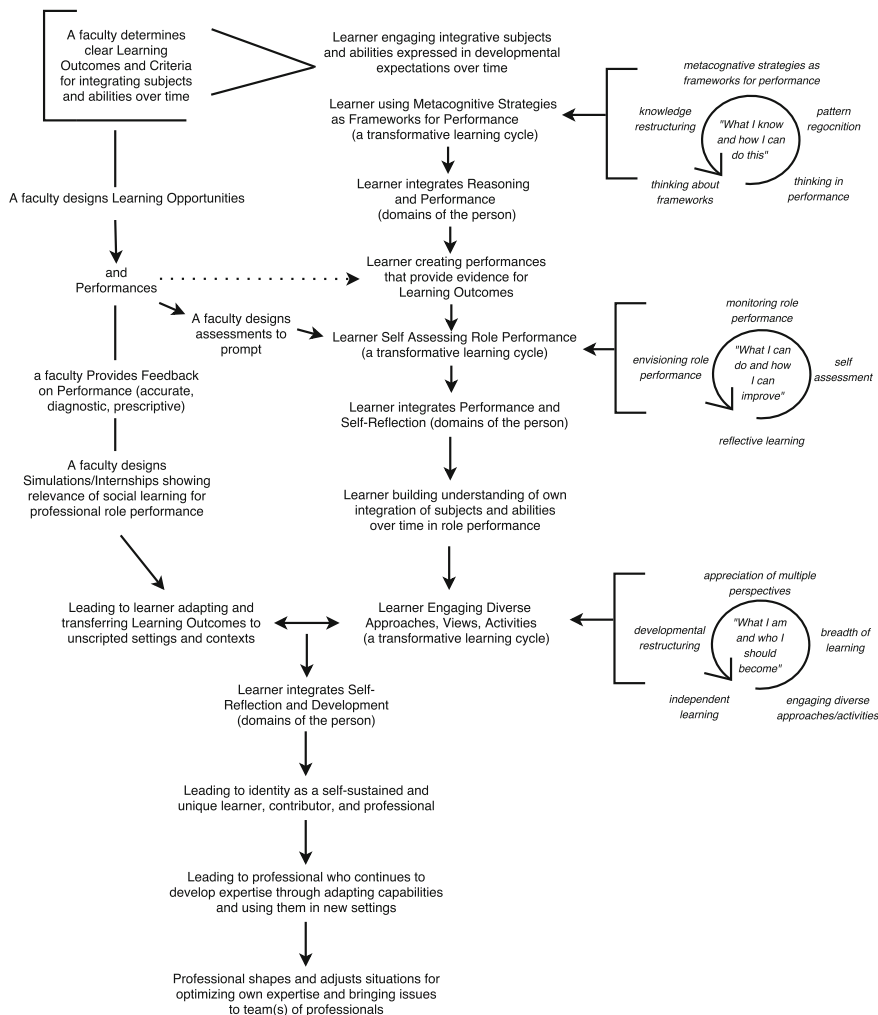 A faculty determines
clear Learning
Outcomes and Criteria
for integrating subjects
and abilities over time
Learner engaging integrative subjects
and abilities expressed in developmental
expectations over time
Learner using Metacognitive Strategies
as Frameworks for Performance
(a transformative learning cycle)
metacognative strategies as
frameworks for performance
knowledge
restructuring
"What I know
and how I can
do this"
pattern
regocnition
thinking about
frameworks
thinking in
performance
A faculty designs Learning Opportunities
Learner integrates Reasoning
and Performance
(domains of the person)
and
Performances
Learner creating performances
that provide evidence for
Learning Outcomes
A faculty designs
assessments to
prompt
Learner Self Assessing Role Performance
(a transformative learning cycle)
monitoring role
performance
envisioning role
performance
"What I can
do and how
I can
improve"
self
assessment
reflective learning
a faculty Provides Feedback
on Performance (accurate,
diagnostic, prescriptive)
Learner integrates Performance and
Self-Reflection (domains of the person)
A faculty designs
Simulations/Internships showing
relevance of social learning for
professional role performance
Learner building understanding of own
integration of subjects and abilities
over time in role performance
Leading to learner adapting and
transferring Learning Outcomes to
unscripted settings and contexts
Learner Engaging Diverse
Approaches, Views, Activities
(a transformative learning cycle)
appreciation of multiple
perspectives
developmental
restructuring
"What I am
and who I
should
become"
breadth of
learning
independent
learning
engaging diverse
approaches/activities
Learner integrates Self-
Reflection and Development
(domains of the person)
Leading to identity as a self-sustained and
unique learner, contributor, and professional
Leading to professional who continues to
develop expertise through adapting capabilities
and using them in new settings
Professional shapes and adjusts situations for
optimizing own expertise and bringing issues
to team(s) of professionals